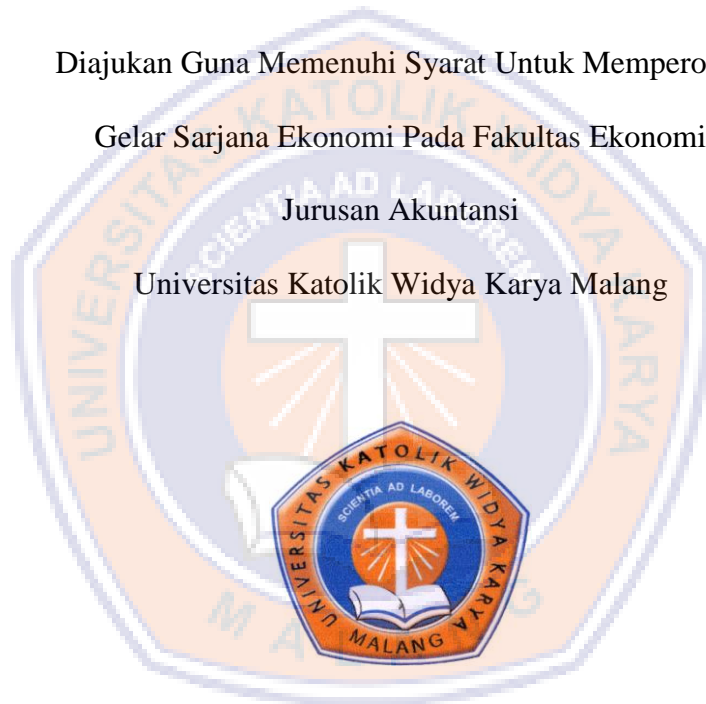 Diajukan Guna Memenuhi Syarat Untuk Mempero
Gelar Sarjana Ekonomi Pada Fakultas Ekonomi
Jurusan Akuntansi
Universitas Katolik Widya Karya Malang
UNIVERSITAS KATOLIK WIDYA KARYA
SCIENTIA AD LABOREM
MALANG